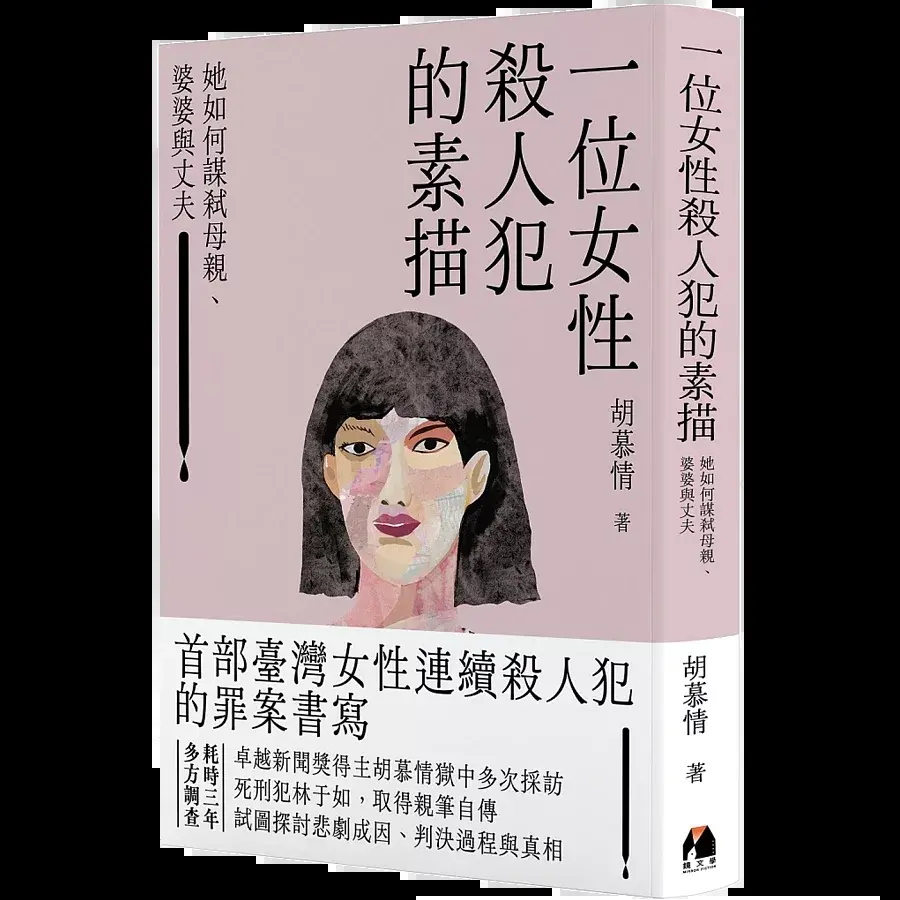 一位女性
殺人犯
的素描
她如何謀弒母親、
婆婆與丈夫
胡慕情 著
首部臺灣女性連續殺人犯
的罪案書寫
耗時三年
多方調查
卓越新聞獎得主胡慕情獄中多次採訪
死刑犯林于如，取得親筆自傳
試圖探討悲劇成因、判決過程與真相
一位女性殺人犯的素描
她如何謀弒母親、
婆婆與丈夫
胡慕情 著
鏡文學
MIRROR FICTION